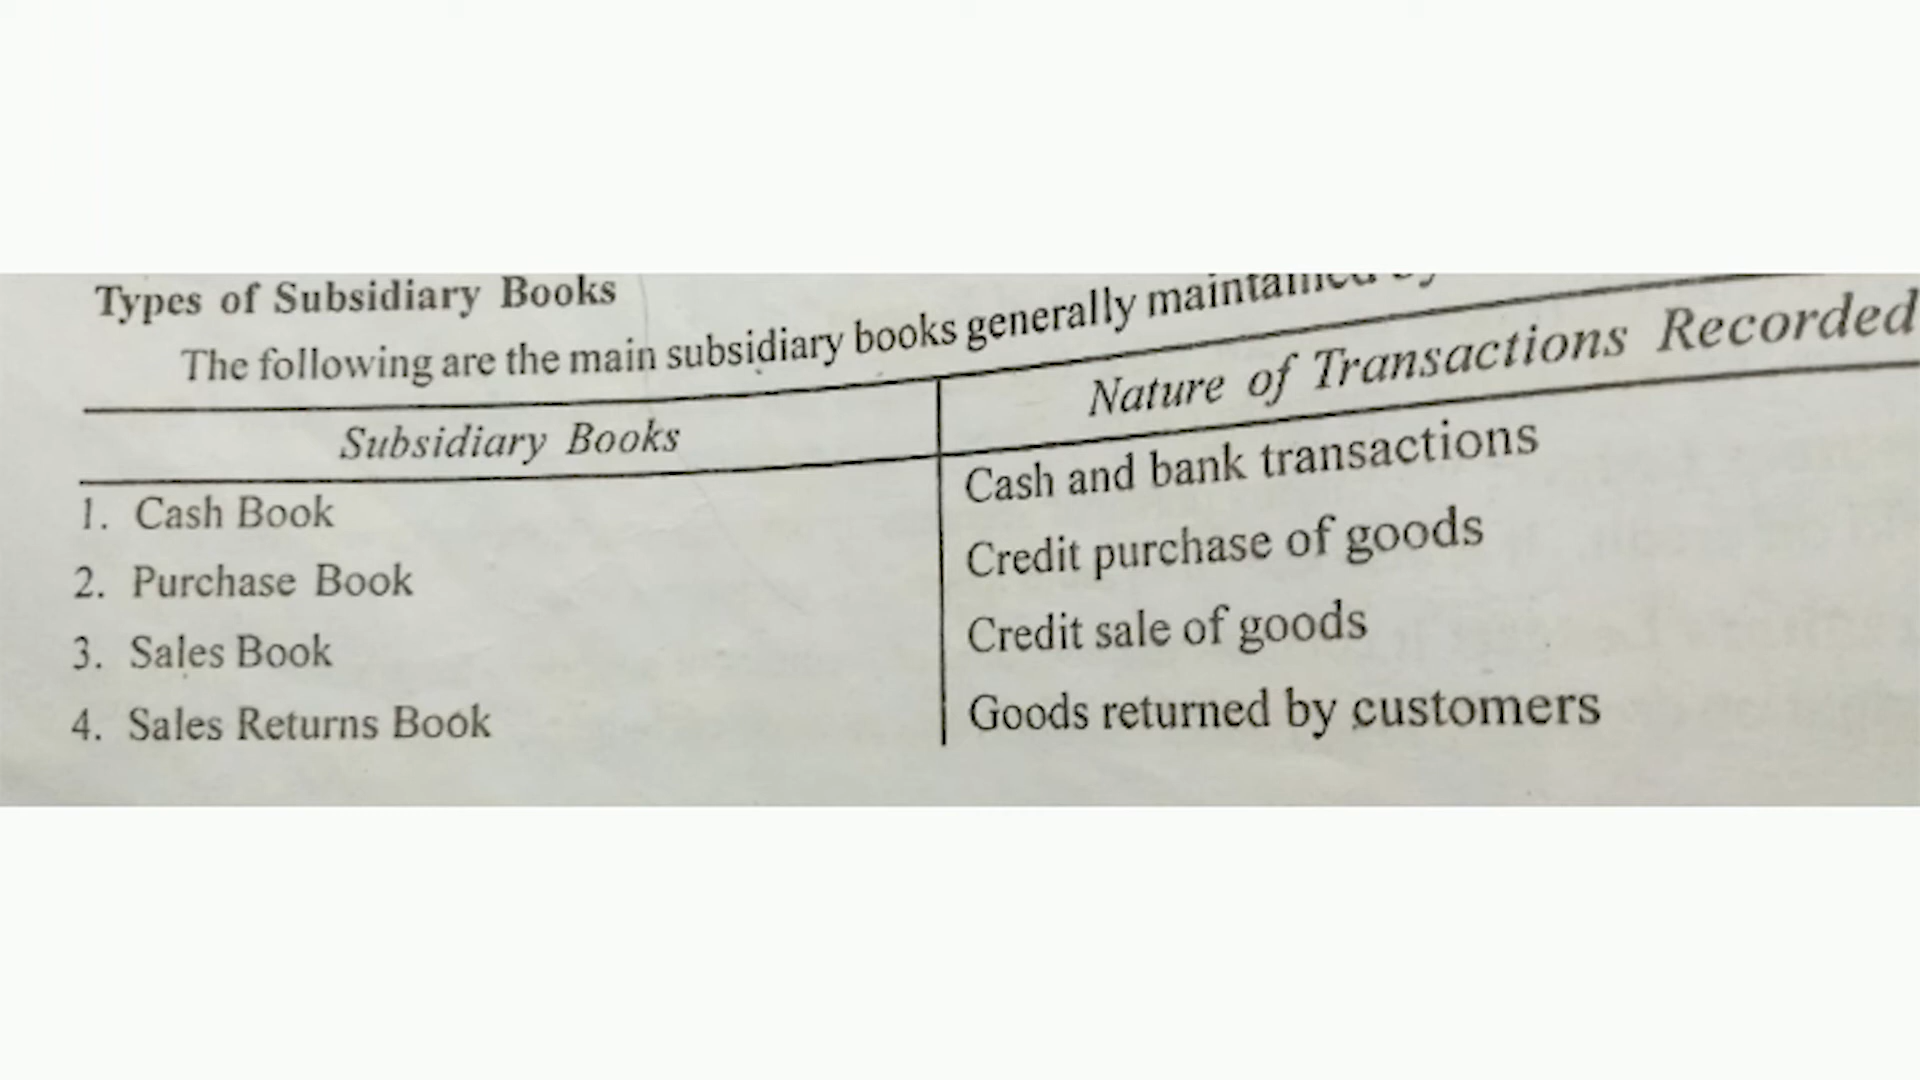 Types of Subsidiary Books
The following are the main subsidiary books generally maintained
Subsidiary Books
Nature of Transactions Recorded
1. Cash Book
Cash and bank transactions
2. Purchase Book
Credit purchase of goods
3. Sales Book
Credit sale of goods
4. Sales Returns Book
Goods returned by customers